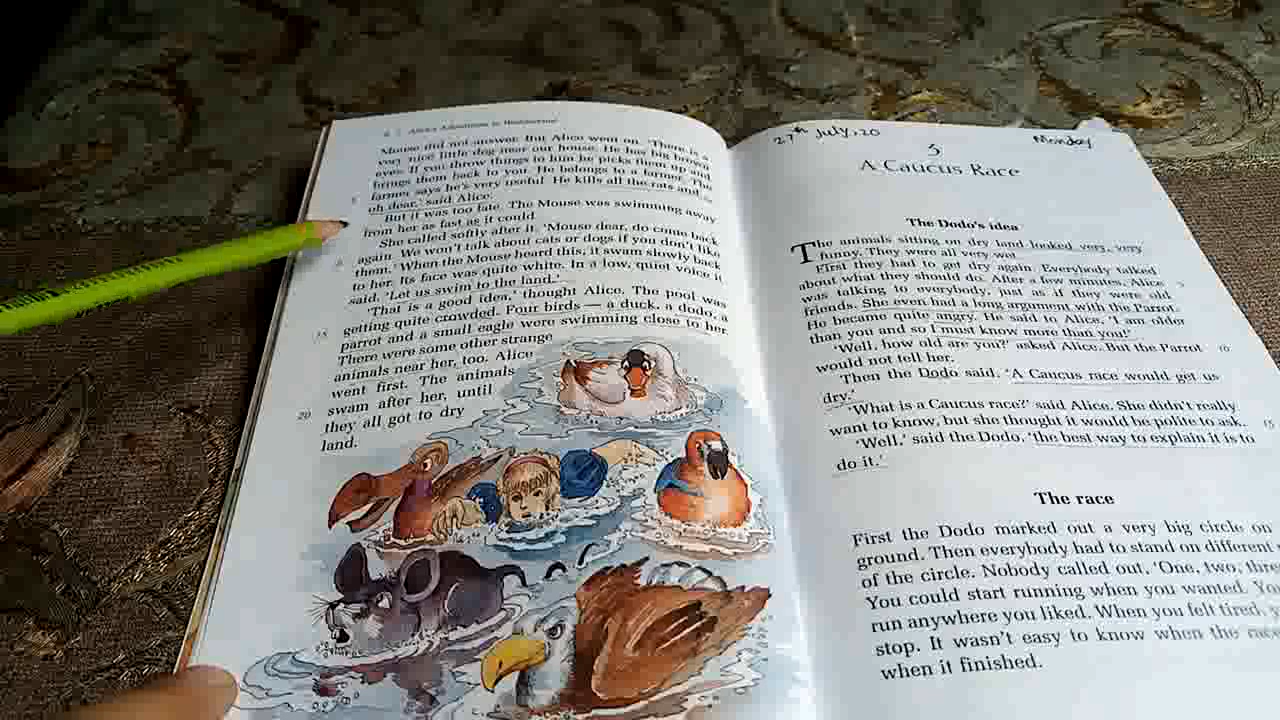 6 | Alice's Adventures in Wonderland
Mouse did not answer. But Alice went on. 'There is a
very nice little dog near our house. He has big brown
eyes. If you throw things to him he picks them up and
brings them back to you. He belongs to a farmer. The
5 farmer says he's very useful. He kills all the rats and –
oh dear,' said Alice.
But it was too late. The Mouse was swimming away
from her as fast as it could.
She called softly after it. 'Mouse dear, do come back
again. We won't talk about cats or dogs if you don't like
them.' When the Mouse heard this, it swam slowly back
to her. Its face was quite white. In a low, quiet voice it
said, 'Let us swim to the land.'
'That is a good idea,' thought Alice. The pool was
15 getting quite crowded. Four birds — a duck, a dodo, a
parrot and a small eagle were swimming close to her.
There were some other strange
animals near her, too. Alice
went first. The animals
20 swam after her, until
they all got to dry
land.
27th July, 20 Monday
3
A Caucus Race
The Dodo's idea
The animals sitting on dry land looked very, very
funny. They were all very wet.
First they had to get dry again. Everybody talked
about what they should do. After a few minutes, Alice
was talking to everybody, just as if they were old 5
friends. She even had a long argument with the Parrot.
He became quite angry. He said to Alice, 'I am older
than you and so I must know more than you.'
'Well, how old are you?' asked Alice. But the Parrot
would not tell her. 10
Then the Dodo said, 'A Caucus race would get us
dry.'
'What is a Caucus race?' said Alice. She didn't really
want to know, but she thought it would be polite to ask.
'Well,' said the Dodo, 'the best way to explain it is to 15
do it.'
The race
First the Dodo marked out a very big circle on
ground. Then everybody had to stand on different
of the circle. Nobody called out, 'One, two, three
You could start running when you wanted. You
run anywhere you liked. When you felt tired,
stop. It wasn't easy to know when the race
when it finished.